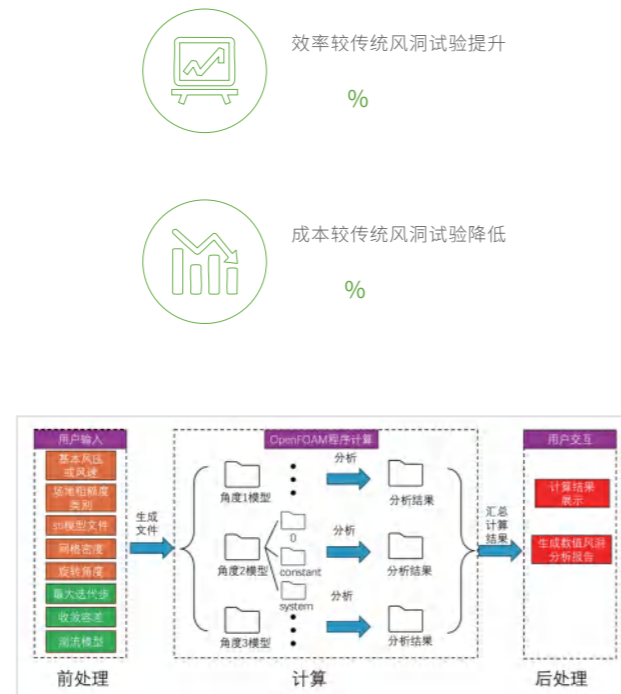 效率较传统风洞试验提升
%
成本较传统风洞试验降低
%
用户输入
基本风压
或风速
场地粗糙度
类别
stl模型文件
网格密度
旋转角度
最大迭代步
收敛容差
湍流模型
前处理
生成
文件
OpenFOAM程序计算
角度1模型
分析
分析结果
角度2模型
0
constant
system
分析
分析结果
角度3模型
分析
分析结果
计算
汇总
计算
结果
用户交互
计算结果
展示
生成数值风洞
分析报告
后处理